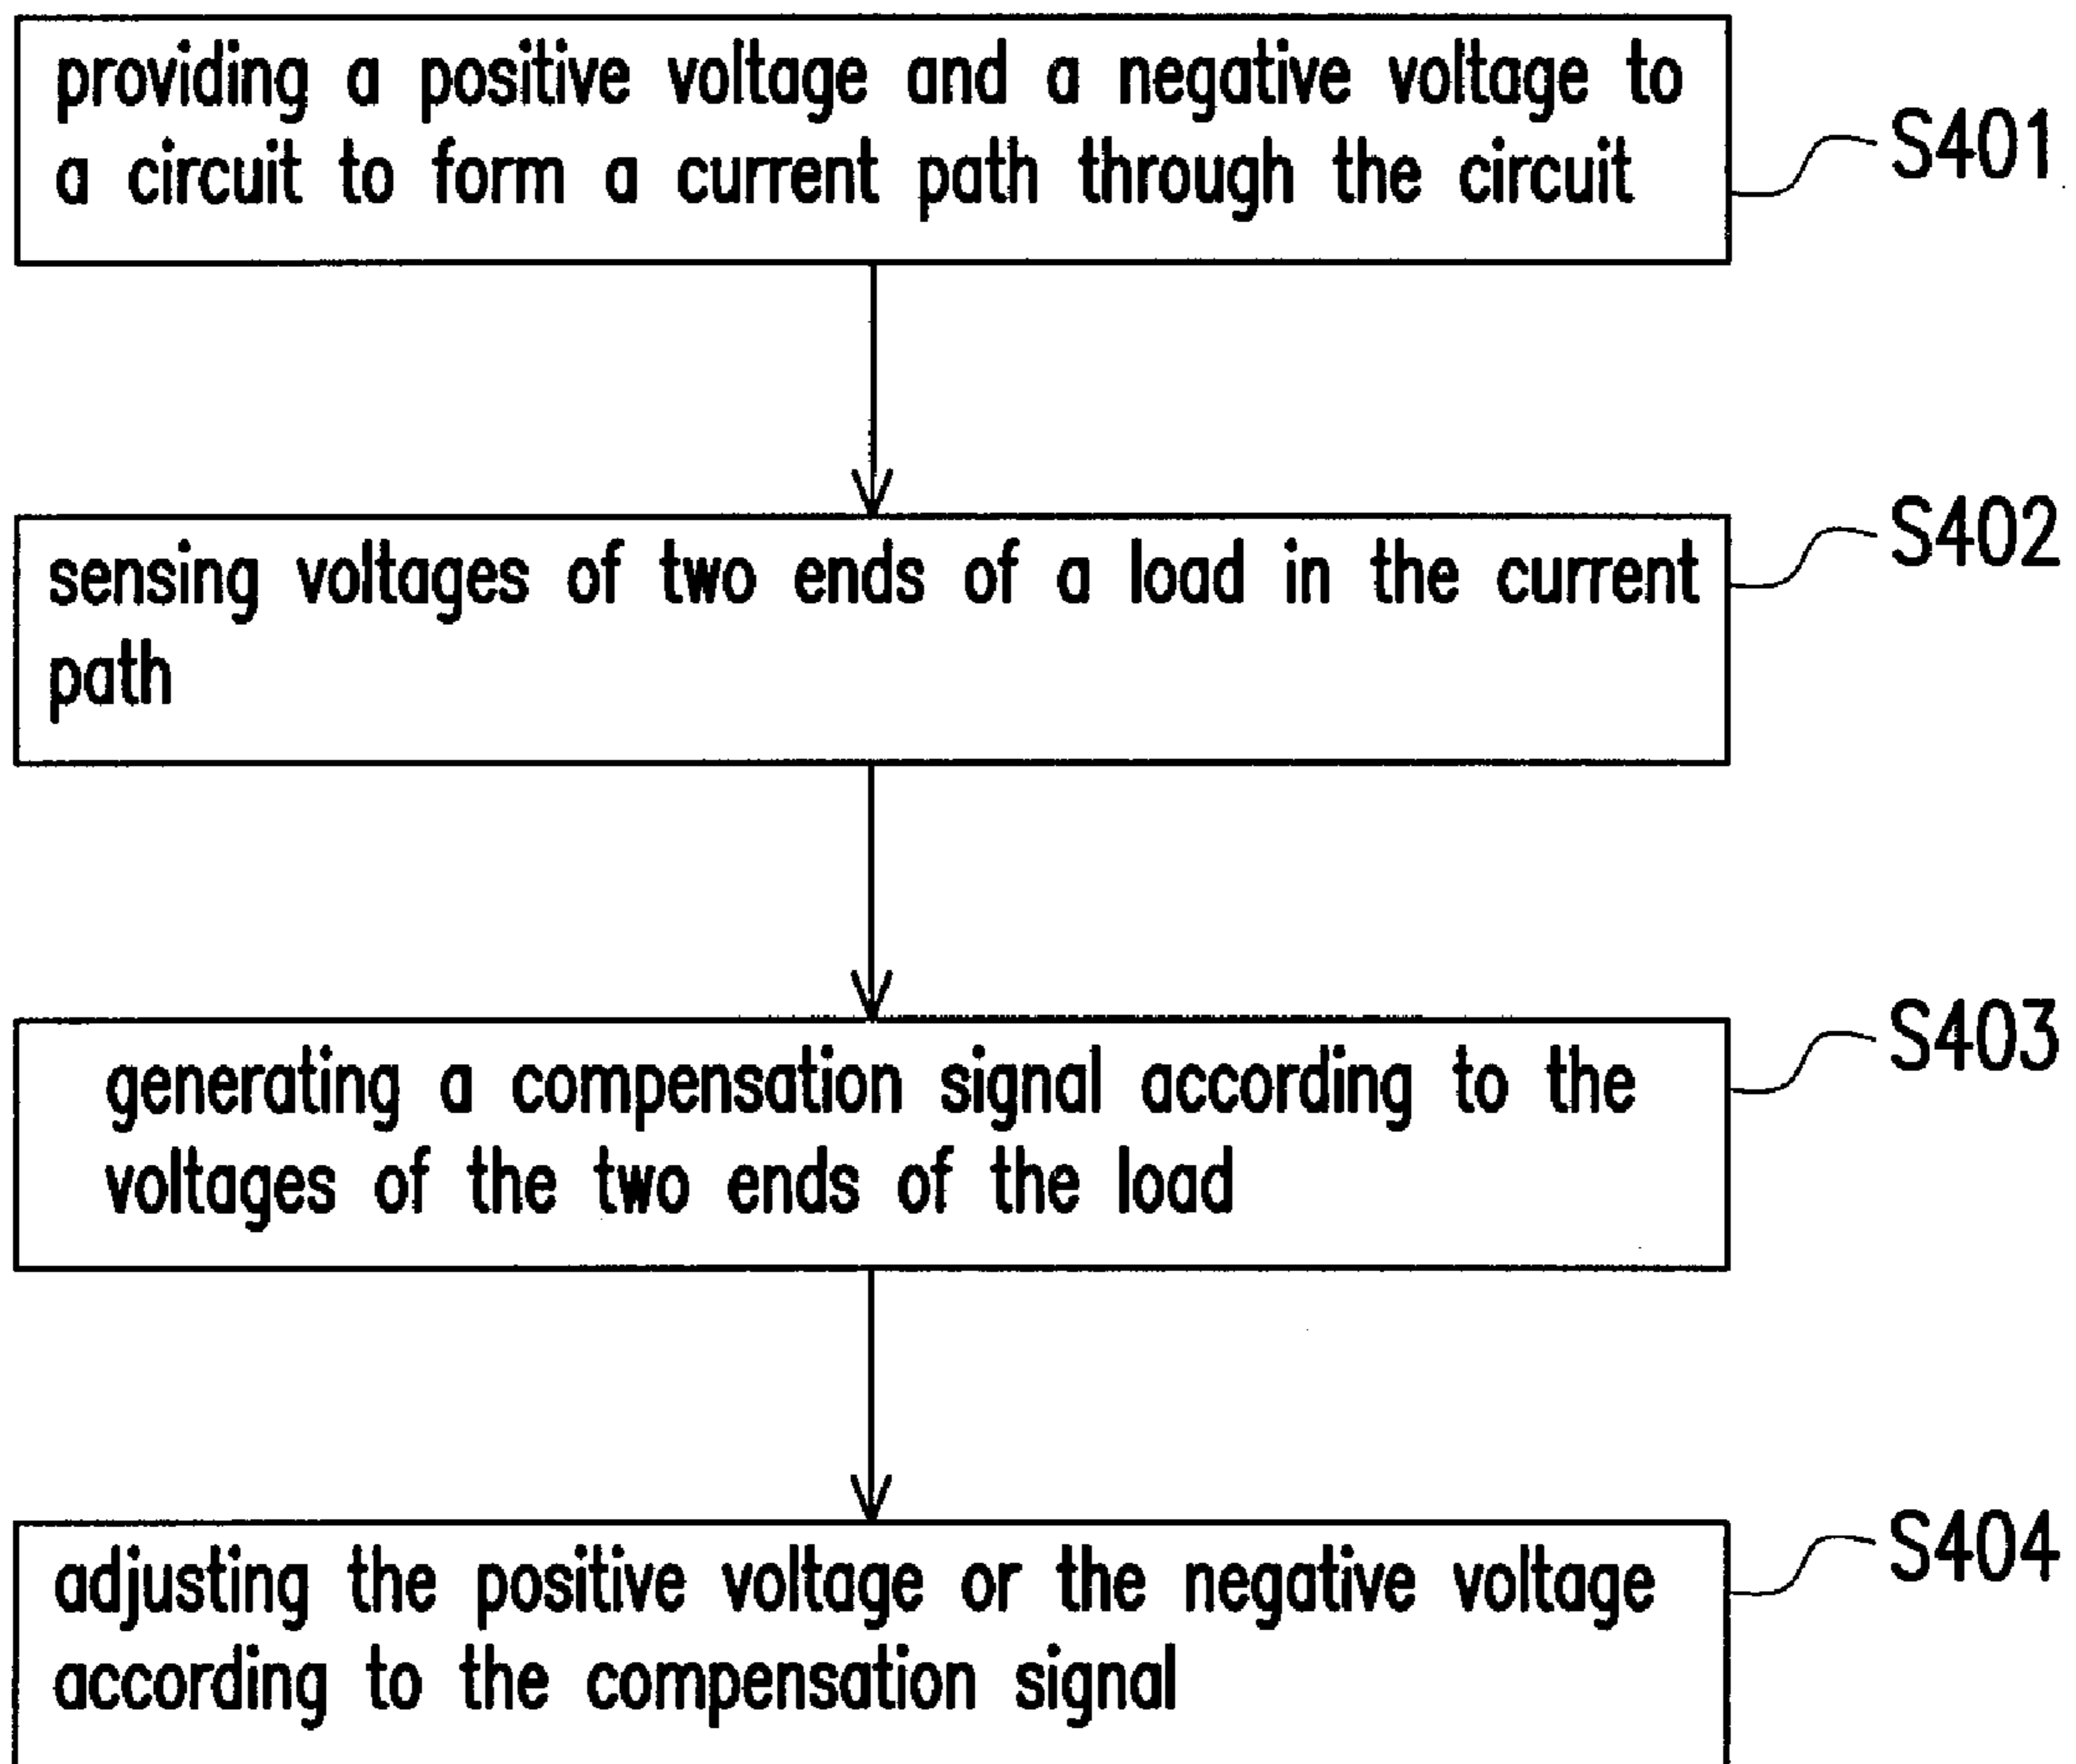 providing a positive voltage and a negative voltage to
a circuit to form a current path through the circuit
S401
sensing voltages of two ends of a load in the current
path
S402
generating a compensation signal according to the
voltages of the two ends of the load
S403
adjusting the positive voltage or the negative voltage
according to the compensation signal
S404